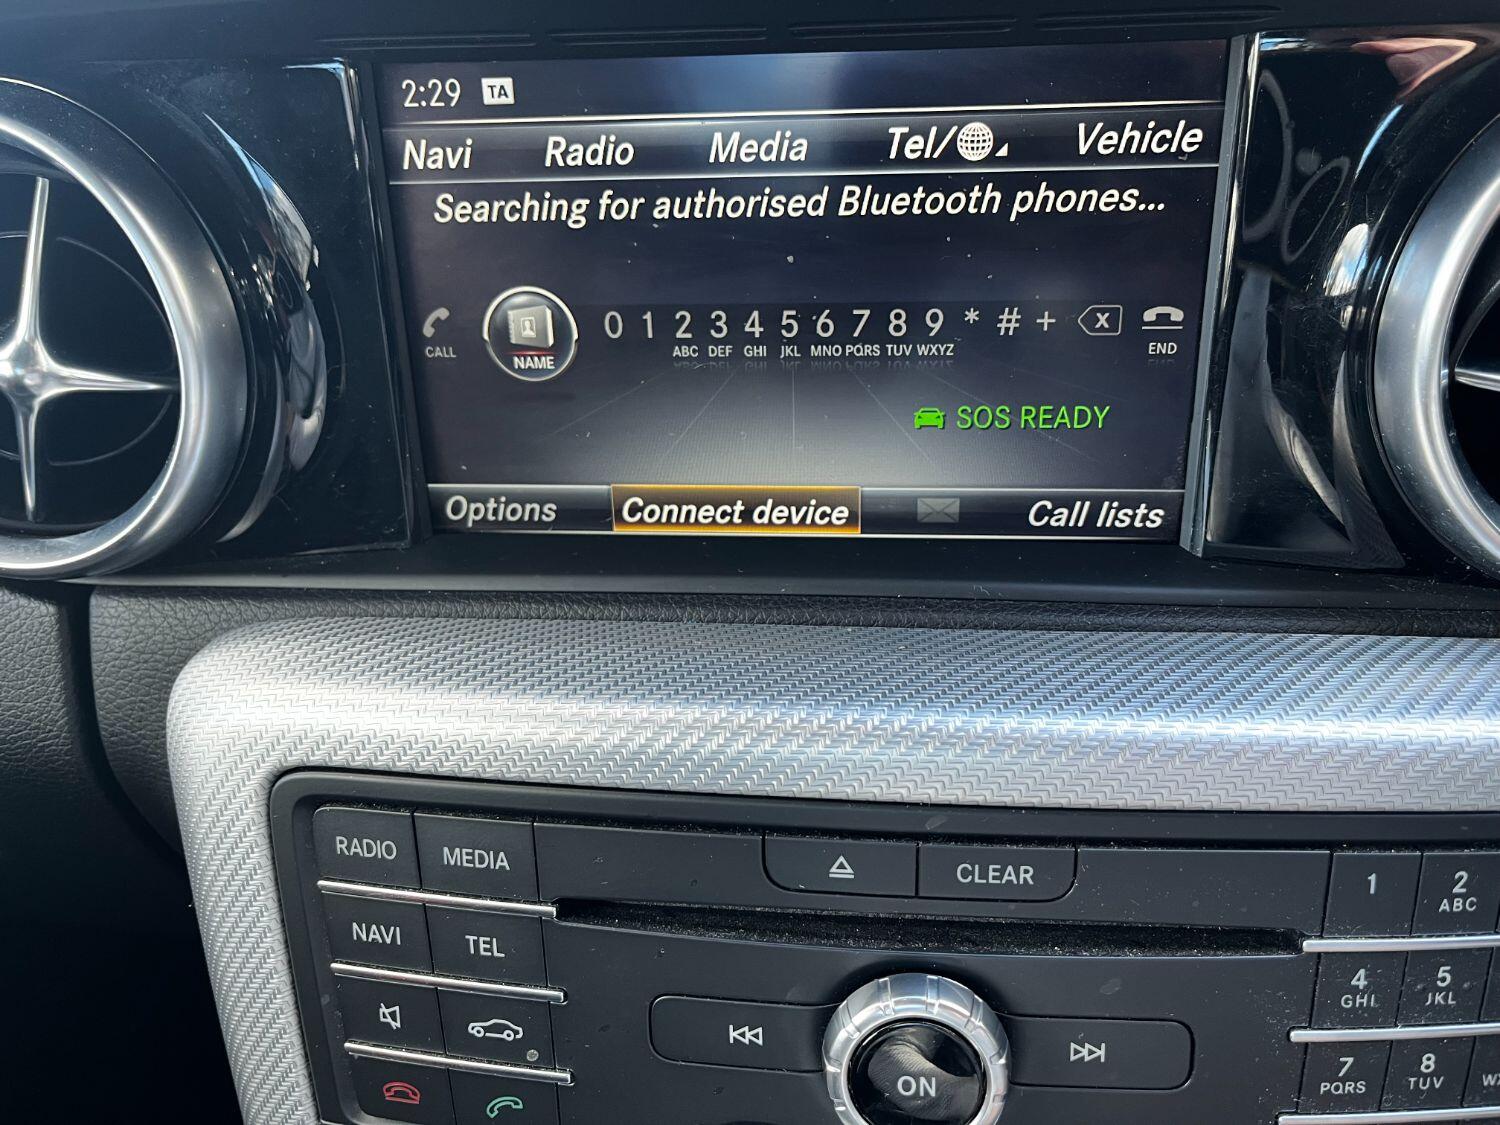 2:29 TA
Navi Radio Media Tel/ Vehicle
Searching for authorised Bluetooth phones...
0 1 2 3 4 5 6 7 8 9 * # + X
CALL NAME ABC DEF GHI JKL MNO PQRS TUV WXYZ END
SOS READY
Options Connect device Call lists
RADIO MEDIA CLEAR 1 2
ABC
NAVI TEL
4 5
GHI JKL
7 8
PQRS TUV
ON